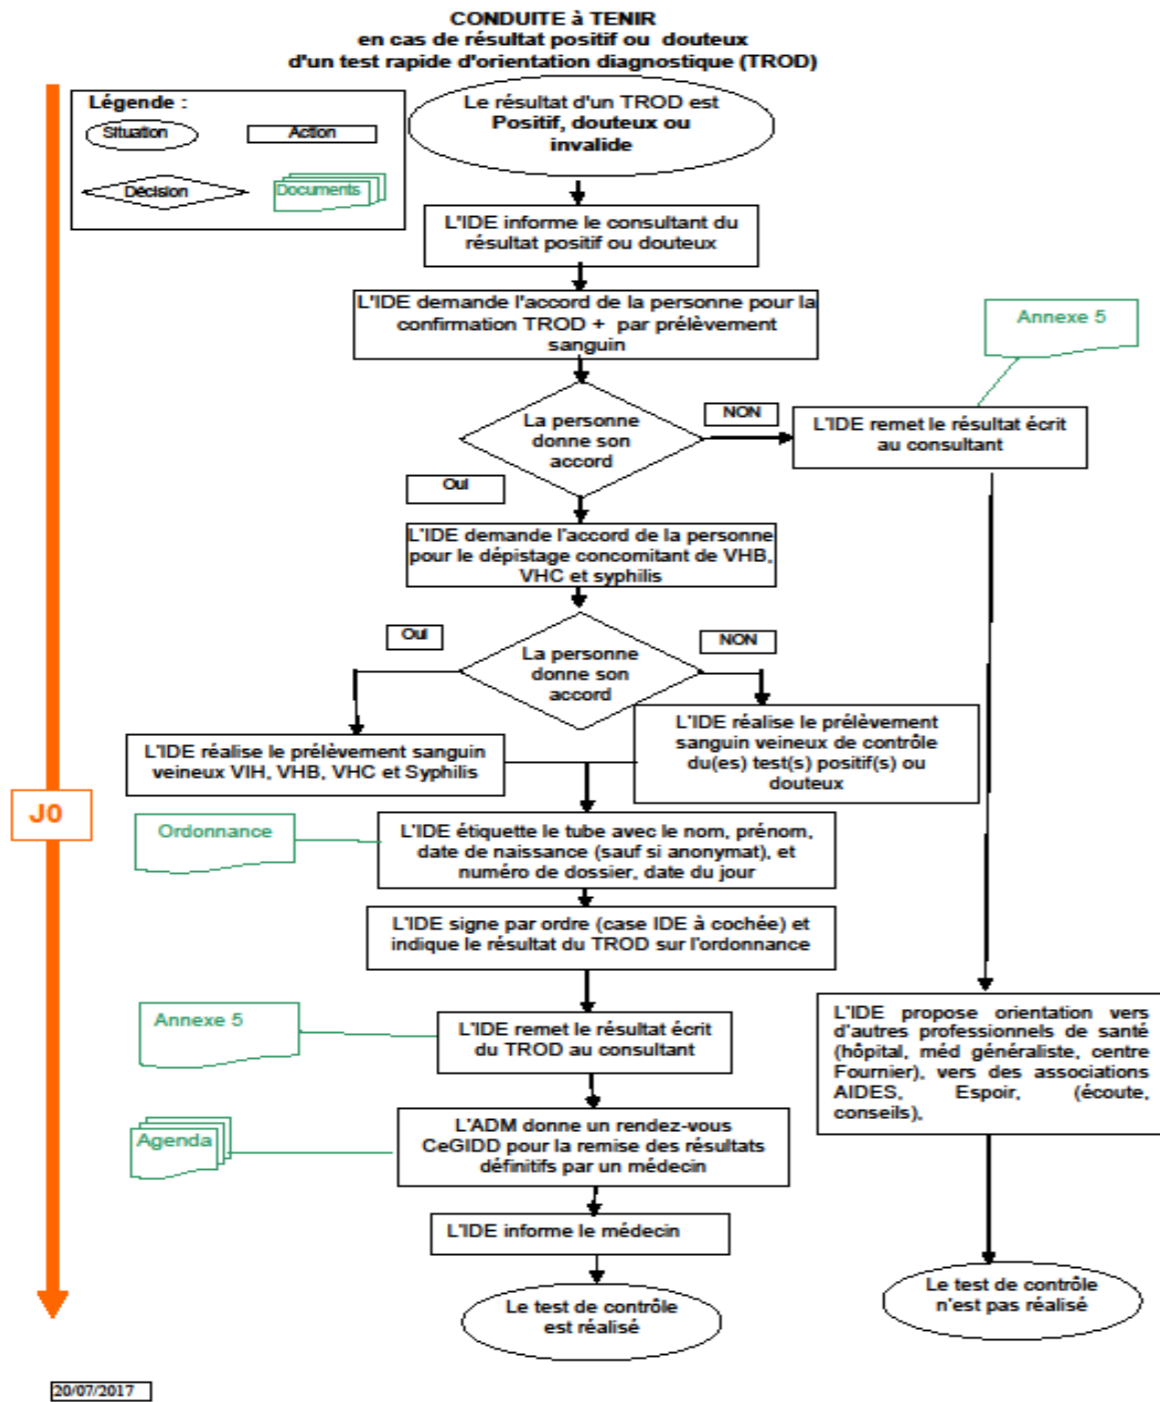 CONDUITE à TENIR
en cas de résultat positif ou douteux
d'un test rapide d'orientation diagnostique (TROD)
Légende :
Situation
Action
Décision
Documents
Le résultat d'un TROD est
Positif, douteux ou
invalide
L'IDE informe le consultant du
résultat positif ou douteux
L'IDE demande l'accord de la personne pour la
confirmation TROD + par prélèvement
sanguin
Annexe 5
La personne
donne son
accord
NON
L'IDE remet le résultat écrit
au consultant
Oui
L'IDE demande l'accord de la personne
pour le dépistage concomitant de VHB,
VHC et syphilis
Oui
La personne
donne son
accord
NON
L'IDE réalise le prélèvement sanguin
veineux VIH, VHB, VHC et Syphilis
L'IDE réalise le prélèvement
sanguin veineux de contrôle
du(es) test(s) positif(s) ou
douteux
J0
Ordonnance
L'IDE étiquette le tube avec le nom, prénom,
date de naissance (sauf si anonymat), et
numéro de dossier, date du jour
L'IDE signe par ordre (case IDE à cochée) et
indique le résultat du TROD sur l'ordonnance
Annexe 5
L'IDE remet le résultat écrit
du TROD au consultant
L'IDE propose orientation vers
d'autres professionnels de santé
(hôpital, méd généraliste, centre
Fournier), vers des associations
AIDES, Espoir, (écoute,
conseils),
Agenda
L'ADM donne un rendez-vous
CeGIDD pour la remise des résultats
définitifs par un médecin
L'IDE informe le médecin
Le test de contrôle
est réalisé
Le test de contrôle
n'est pas réalisé
20/07/2017